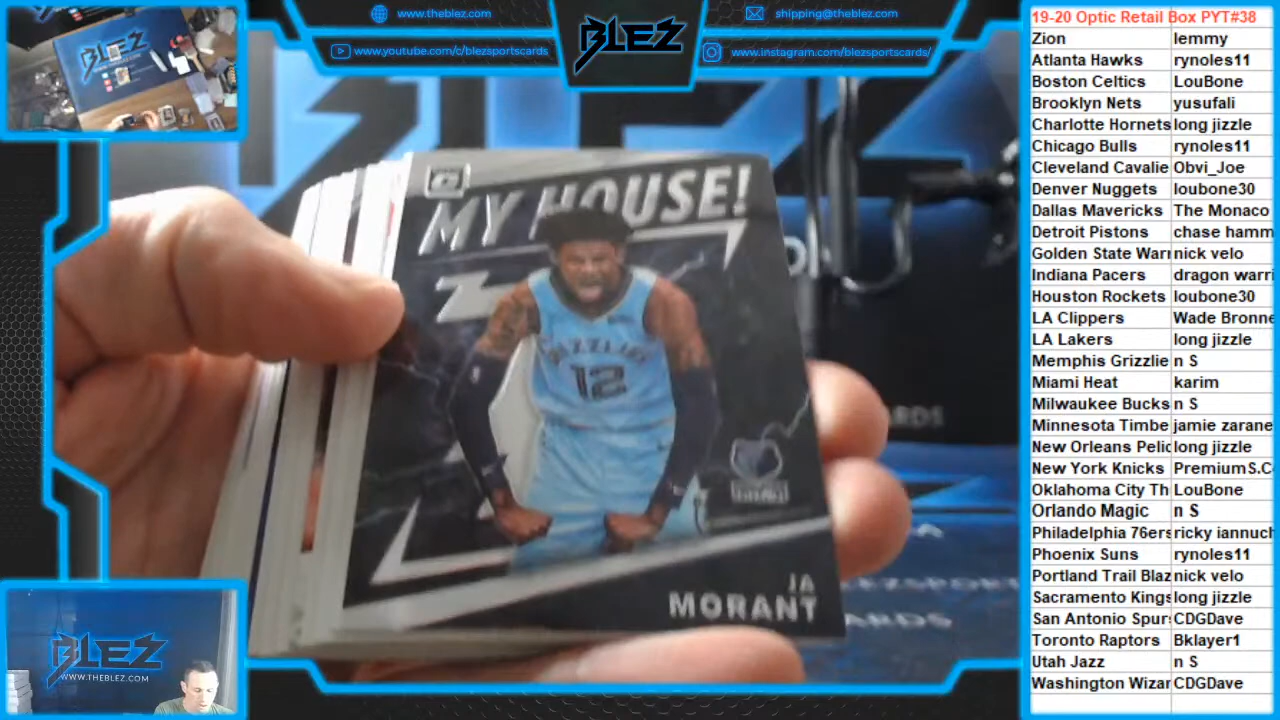 www.theblez.com
shipping@theblez.com
www.youtube.com/c/blezsportscards
www.instagram.com/blezsportscards/
BLEZ
BLEZ
MY HOUSE!
GRIZZLIES
12
JA
MORANT
ARDS
BLEZ
WWW.THEBLEZ.COM
19-20 Optic Retail Box PYT#38
Zion lemmy
Atlanta Hawks rynoles11
Boston Celtics LouBone
Brooklyn Nets yusufali
Charlotte Hornets long jizzle
Chicago Bulls rynoles11
Cleveland Cavalie Obvi_Joe
Denver Nuggets loubone30
Dallas Mavericks The Monaco
Detroit Pistons chase hamm
Golden State Warr nick velo
Indiana Pacers dragon warri
Houston Rockets loubone30
LA Clippers Wade Bronne
LA Lakers long jizzle
Memphis Grizzlie n S
Miami Heat karim
Milwaukee Bucks n S
Minnesota Timbe jamie zarane
New Orleans Pelic long jizzle
New York Knicks PremiumS.C
Oklahoma City Th LouBone
Orlando Magic n S
Philadelphia 76ers ricky iannuch
Phoenix Suns rynoles11
Portland Trail Blaz nick velo
Sacramento Kings long jizzle
San Antonio Spurs CDGDave
Toronto Raptors Bklayer1
Utah Jazz n S
Washington Wizar CDGDave